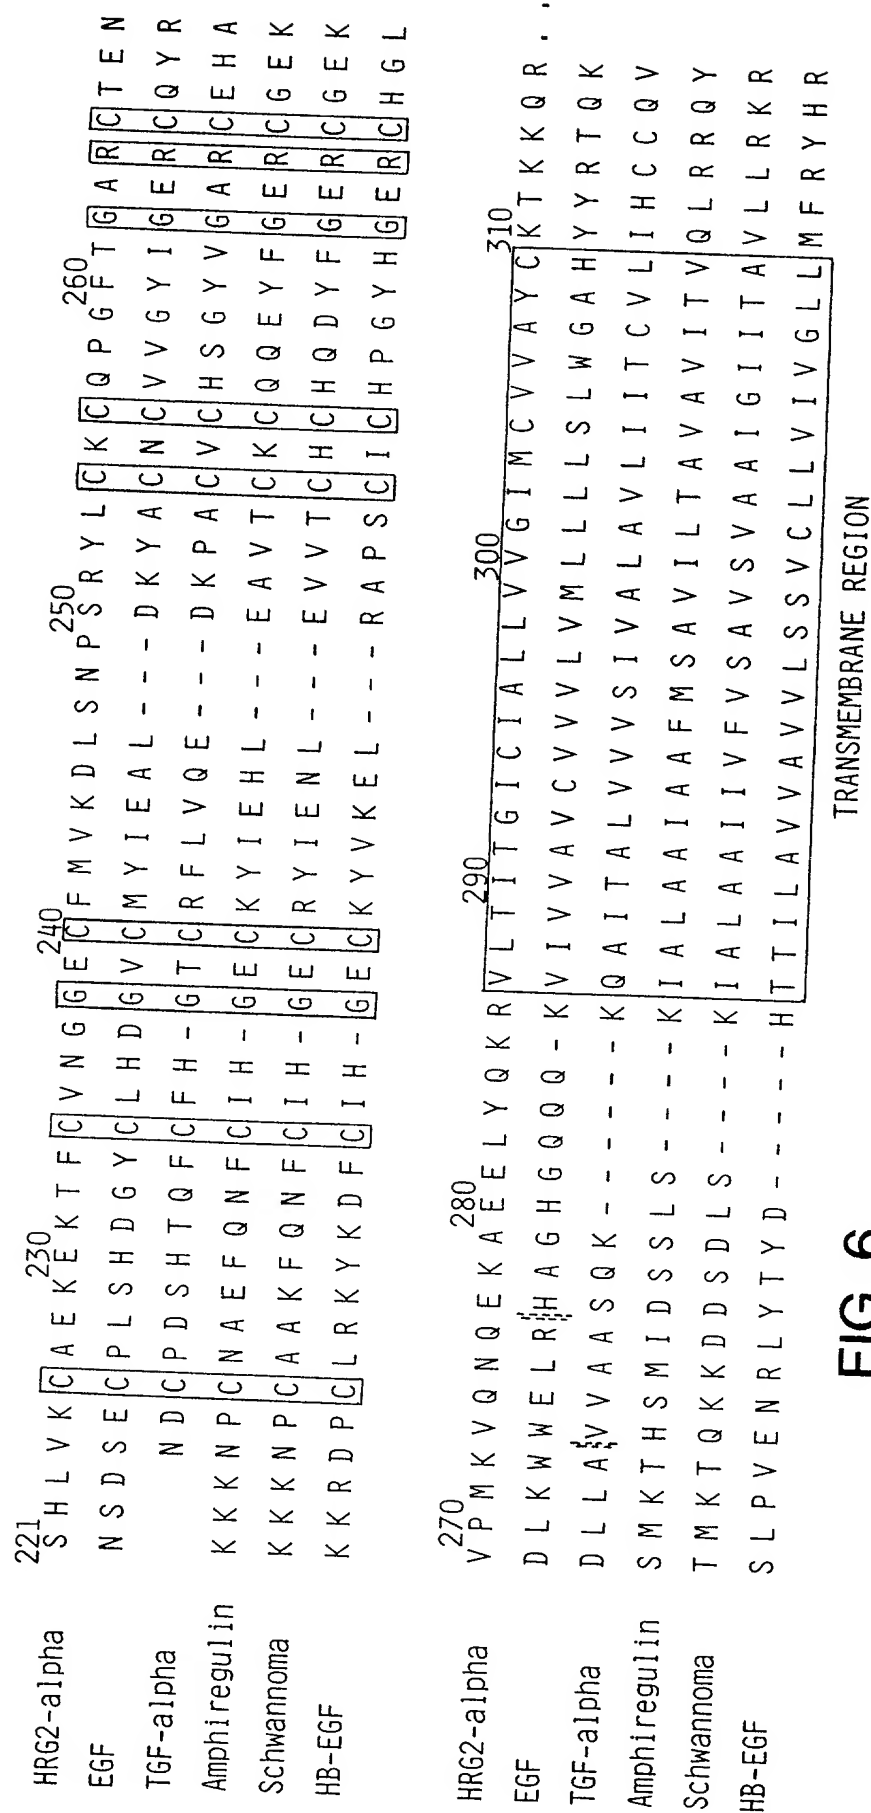 221 230 240 250 260
HRG2-alpha S H L V K C A E K E K T F C V N G G E C F M V K D L S N P S R Y L C K C Q P G F T G A R C T E N
EGF N S D S E C P L S H D G Y C L H D G V C M Y I E A L - - - D K Y A C N C V V G Y I G E R C Q Y R
TGF-alpha N D C P D S H T Q F C F H - G T C R F L V Q E - - - D K P A C V C H S G Y V G A R C E H A
Amphiregulin K K K N P C N A E F Q N F C I H - G E C K Y I E H L - - - E A V T C K C Q Q E Y F G E R C G E K
Schwannoma K K K N P C A A K F Q N F C I H - G E C R Y I E N L - - - E V V T C H C H Q D Y F G E R C G E K
HB-EGF K K R D P C L R K Y K D F C I H - G E C K Y V K E L - - - R A P S C I C H P G Y H G E R C H G L
270 280 290 300 310
HRG2-alpha V P M K V Q N Q E K A E E L Y Q K R V L T I T G I C I A L L V V G I M C V V A Y C K T K K Q R . . .
EGF D L K W W E L R H A G H G Q Q Q - K V I V V A V C V V V L V M L L L L S L W G A H Y Y R T Q K
TGF-alpha D L L A V V A A S Q K - - - - - - K Q A I T A L V V V S I V A L A V L I I T C V L I H C C Q V
Amphiregulin S M K T H S M I D S S L S - - - - K I A L A A I A A F M S A V I L T A V A V I T V Q L R R Q Y
Schwannoma T M K T Q K K D D S D L S - - - - K I A L A A I I V F V S A V S V A A I G I I T A V L L R K R
HB-EGF S L P V E N R L Y T Y D - - - - - H T T I L A V V A V V L S S V C L L V I V G L L M F R Y H R
TRANSMEMBRANE REGION
FIG. 6